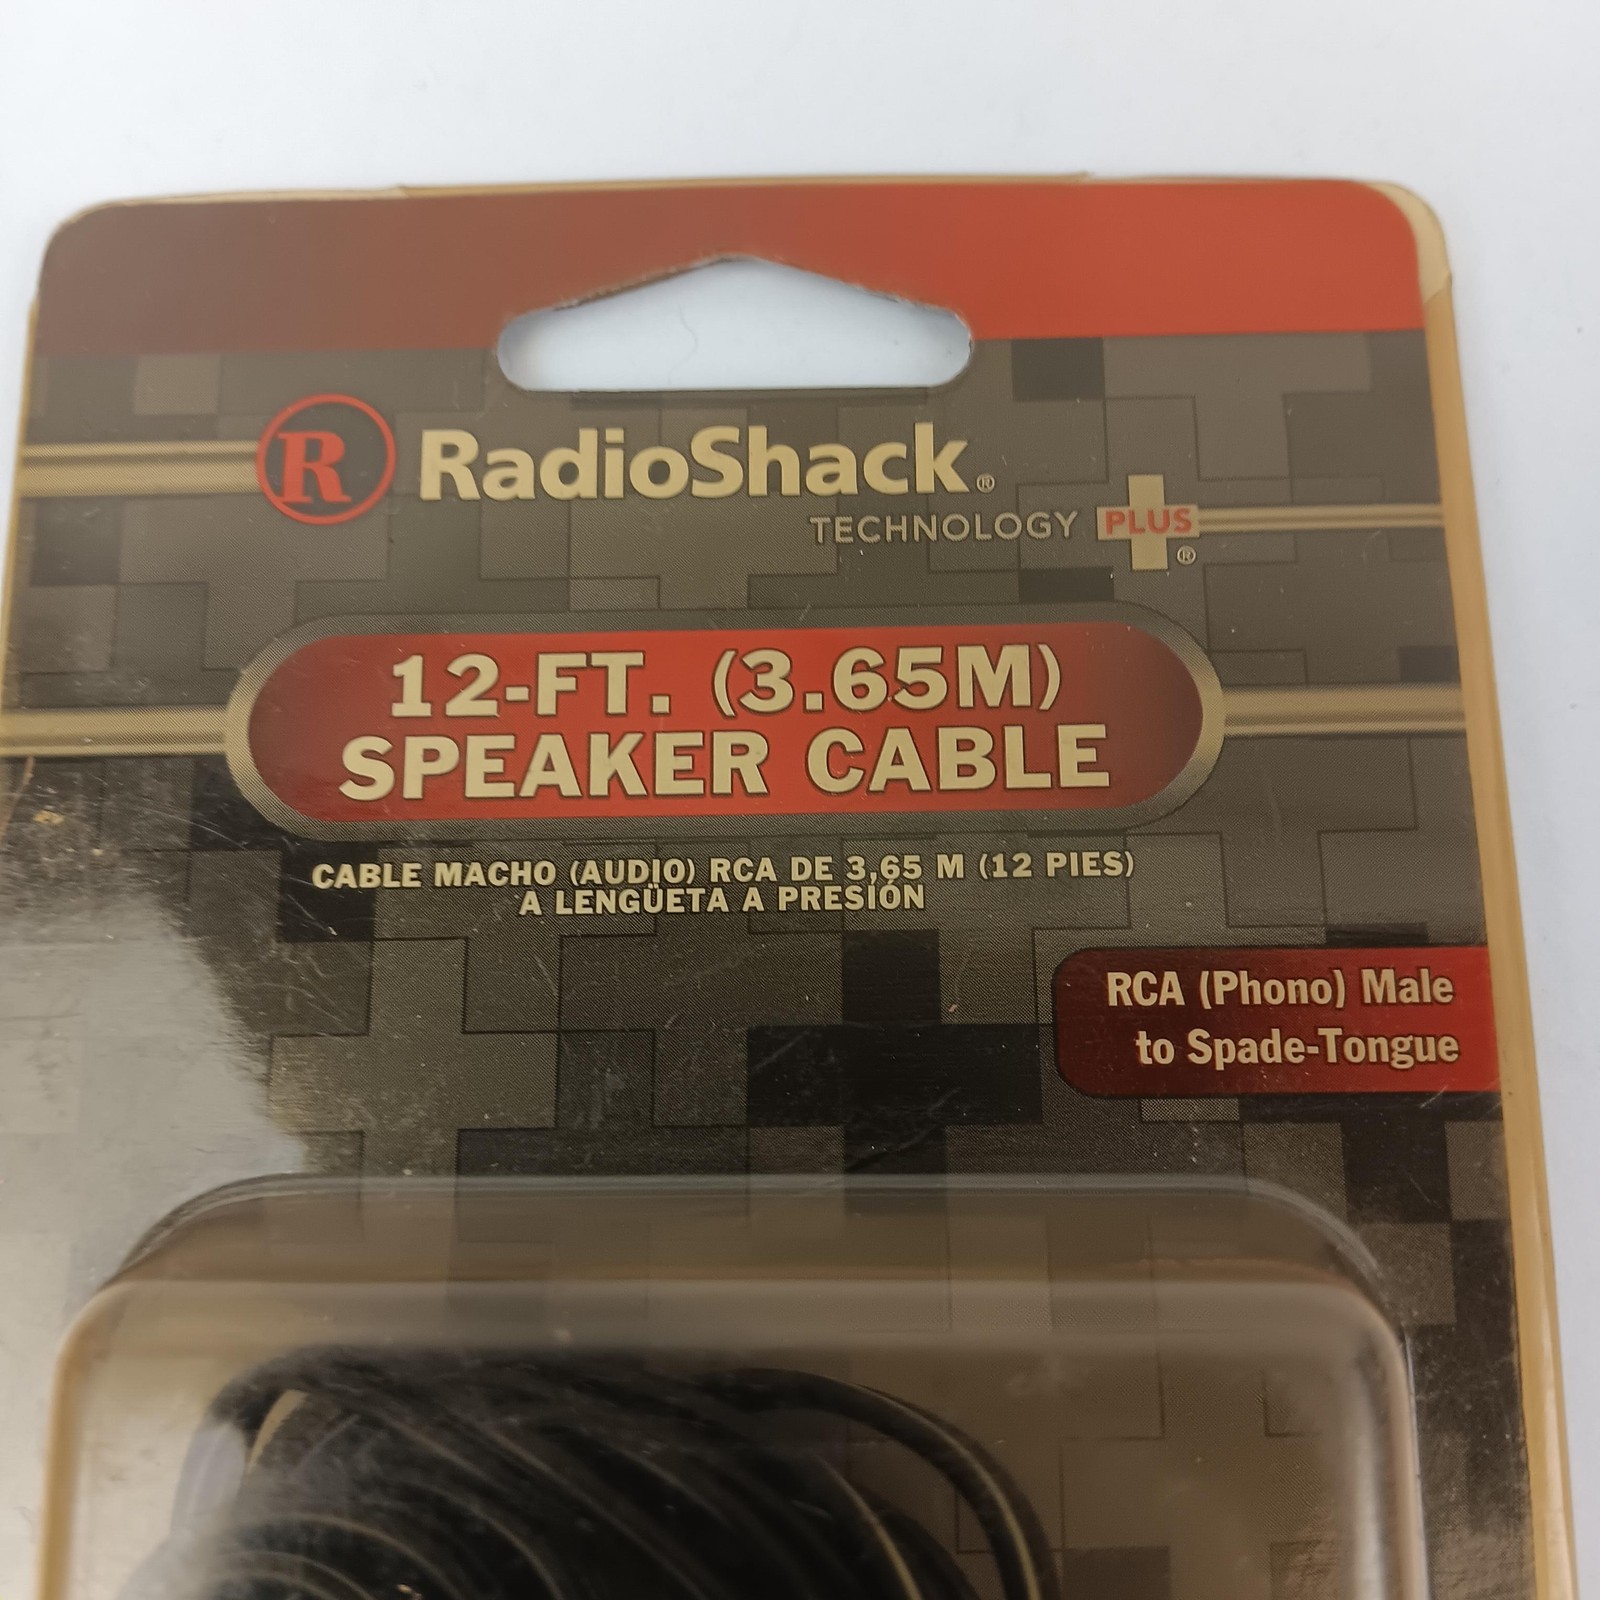 R RadioShack®
TECHNOLOGY PLUS®
12-FT. (3.65M)
SPEAKER CABLE
CABLE MACHO (AUDIO) RCA DE 3,65 M (12 PIES)
A LENGÜETA A PRESIÓN
RCA (Phono) Male
to Spade-Tongue